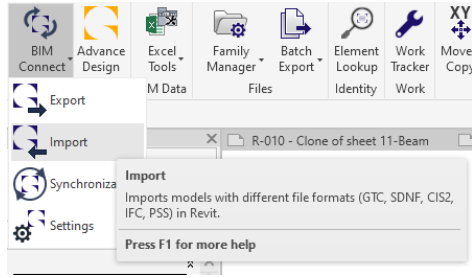 BIM Connect
Advance Design
Excel Tools
Family Manager
Batch Export
Element Lookup
Work Tracker
XY
Move
Copy
M Data
Files
Identity
Work
Export
Import
R-010 - Clone of sheet 11-Beam
Synchroniza
Settings
Import
Imports models with different file formats (GTC, SDNF, CIS2,
IFC, PSS) in Revit.
Press F1 for more help